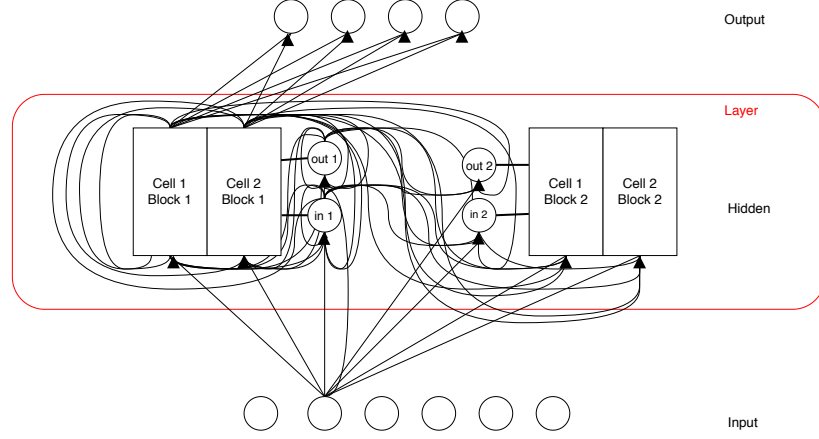 Output
Layer
out 1
out 2
Cell 1
Block 1
Cell 2
Block 1
Cell 1
Block 2
Cell 2
Block 2
Hidden
in 1
in 2
Input